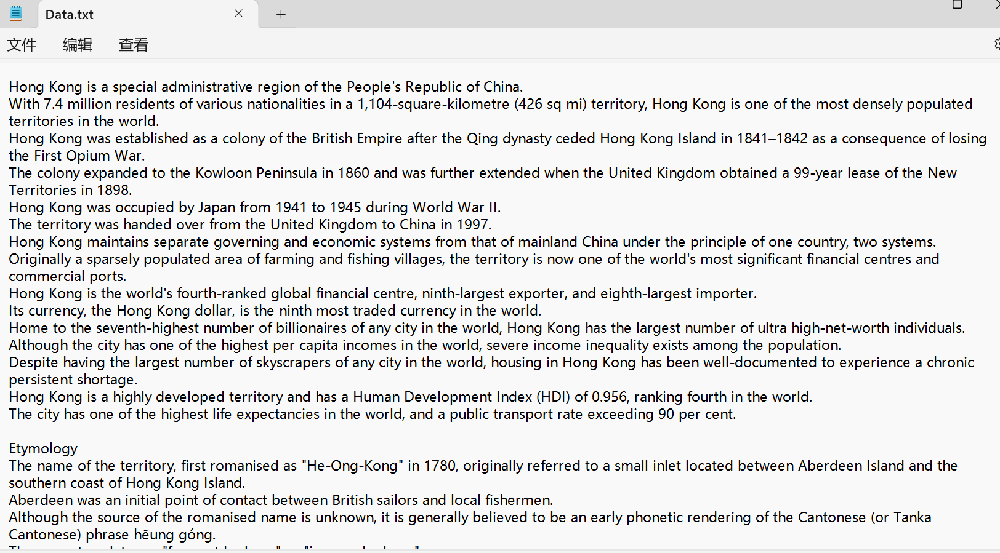 Data.txt
文件 编辑 查看
Hong Kong is a special administrative region of the People's Republic of China.
With 7.4 million residents of various nationalities in a 1,104-square-kilometre (426 sq mi) territory, Hong Kong is one of the most densely populated
territories in the world.
Hong Kong was established as a colony of the British Empire after the Qing dynasty ceded Hong Kong Island in 1841–1842 as a consequence of losing
the First Opium War.
The colony expanded to the Kowloon Peninsula in 1860 and was further extended when the United Kingdom obtained a 99-year lease of the New
Territories in 1898.
Hong Kong was occupied by Japan from 1941 to 1945 during World War II.
The territory was handed over from the United Kingdom to China in 1997.
Hong Kong maintains separate governing and economic systems from that of mainland China under the principle of one country, two systems.
Originally a sparsely populated area of farming and fishing villages, the territory is now one of the world's most significant financial centres and
commercial ports.
Hong Kong is the world's fourth-ranked global financial centre, ninth-largest exporter, and eighth-largest importer.
Its currency, the Hong Kong dollar, is the ninth most traded currency in the world.
Home to the seventh-highest number of billionaires of any city in the world, Hong Kong has the largest number of ultra high-net-worth individuals.
Although the city has one of the highest per capita incomes in the world, severe income inequality exists among the population.
Despite having the largest number of skyscrapers of any city in the world, housing in Hong Kong has been well-documented to experience a chronic
persistent shortage.
Hong Kong is a highly developed territory and has a Human Development Index (HDI) of 0.956, ranking fourth in the world.
The city has one of the highest life expectancies in the world, and a public transport rate exceeding 90 per cent.
Etymology
The name of the territory, first romanised as "He-Ong-Kong" in 1780, originally referred to a small inlet located between Aberdeen Island and the
southern coast of Hong Kong Island.
Aberdeen was an initial point of contact between British sailors and local fishermen.
Although the source of the romanised name is unknown, it is generally believed to be an early phonetic rendering of the Cantonese (or Tanka
Cantonese) phrase hēung góng.